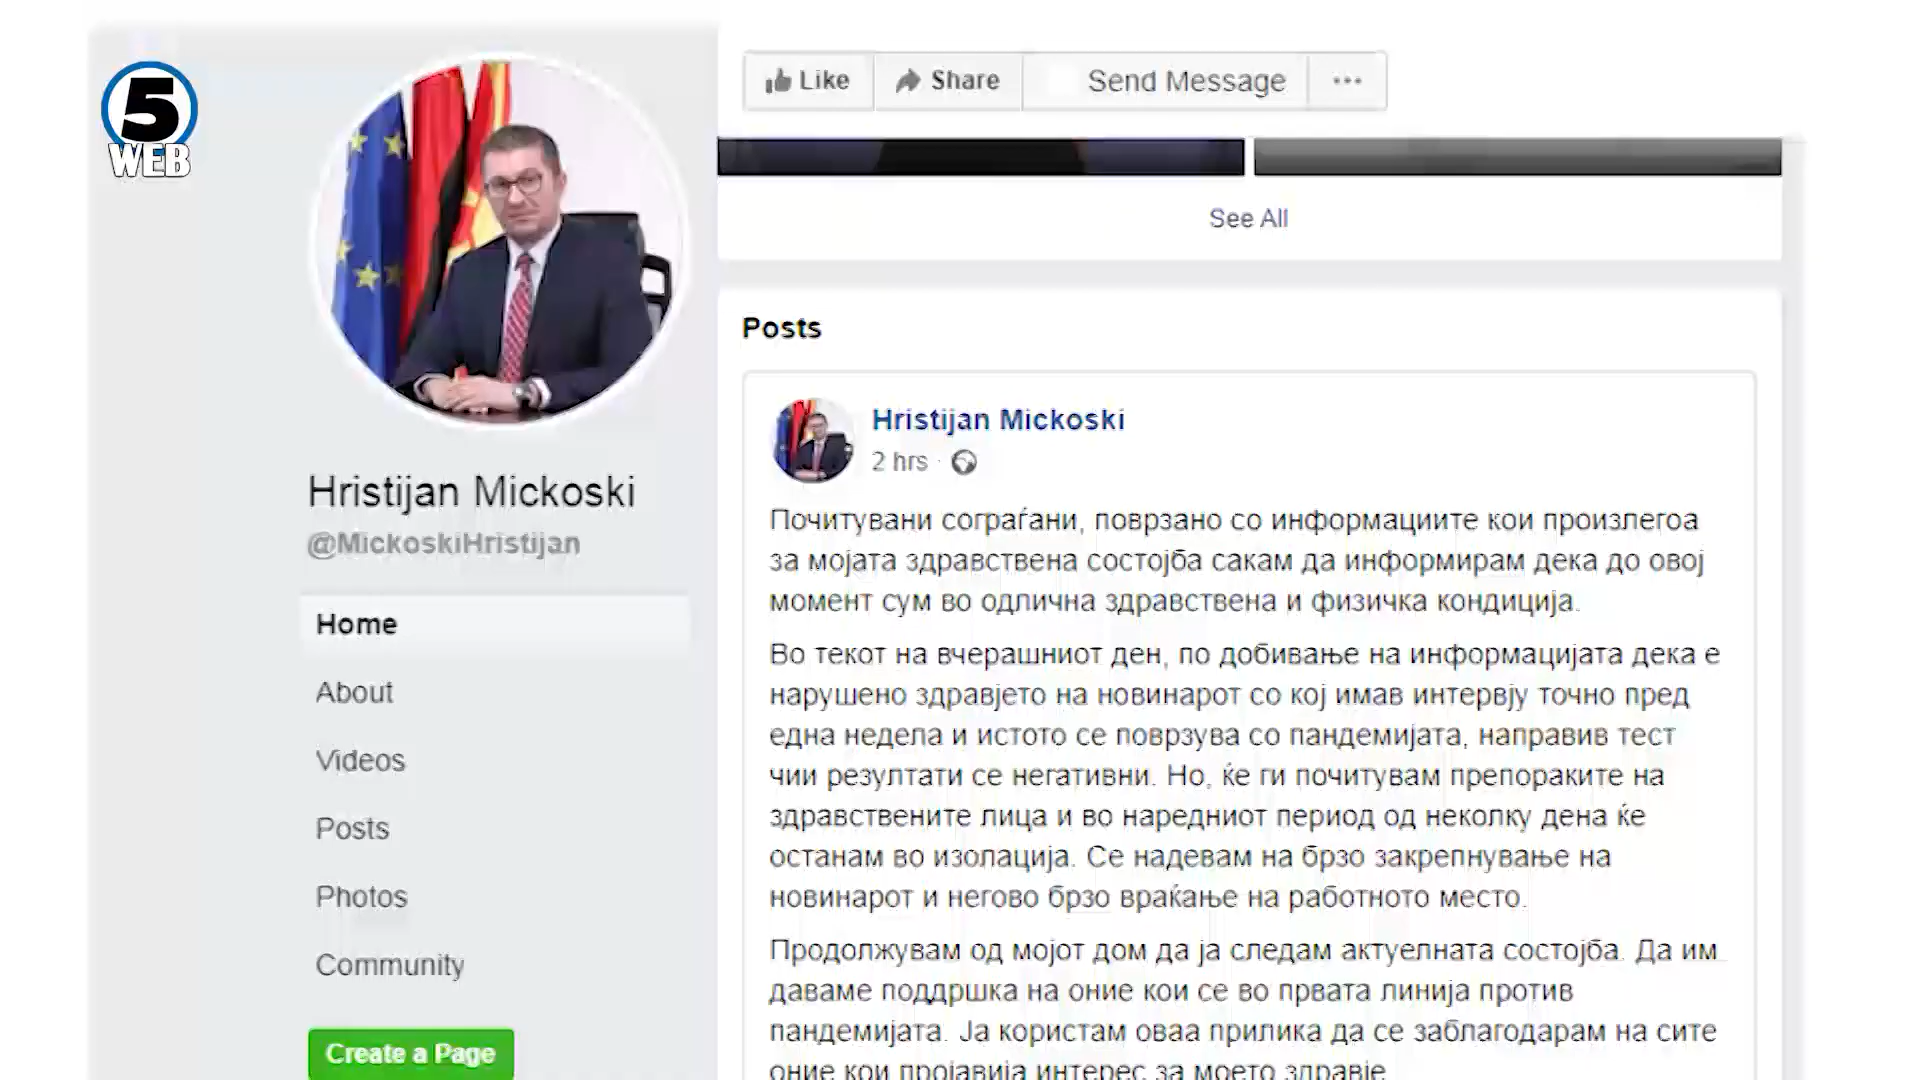 5
WEB
Like
Share
Send Message
See All
Hristijan Mickoski
@MickoskiHristijan
Home
About
Videos
Posts
Photos
Community
Create a Page
Posts
Hristijan Mickoski
2 hrs ·
Почитувани сограѓани, поврзано со информациите кои произлегоа
за мојата здравствена состојба сакам да информирам дека до овој
момент сум во одлична здравствена и физичка кондиција.
Во текот на вчерашниот ден, по добивање на информацијата дека е
нарушено здравјето на новинарот со кој имав интервју точно пред
една недела и истото се поврзува со пандемијата, направив тест
чии резултати се негативни. Но, ќе ги почитувам препораките на
здравствените лица и во наредниот период од неколку дена ќе
останам во изолација. Се надевам на брзо закрепнување на
новинарот и негово брзо враќање на работното место.
Продолжувам од мојот дом да ја следам актуелната состојба. Да им
даваме поддршка на оние кои се во првата линија против
пандемијата. Ја користам оваа прилика да се заблагодарам на сите
оние кои пројавија интерес за моето здравје.